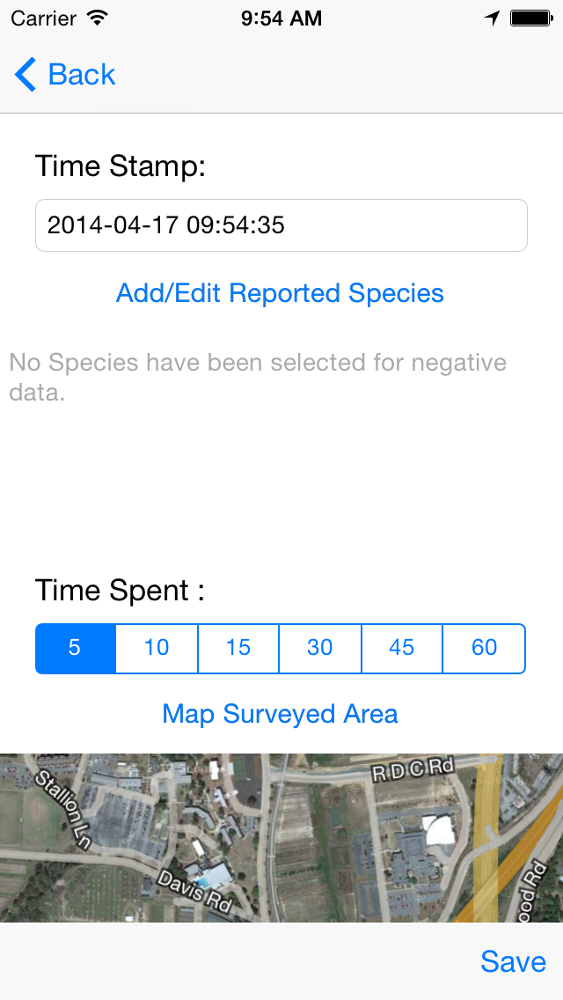 Carrier 9:54 AM
Back
Time Stamp:
2014-04-17 09:54:35
Add/Edit Reported Species
No Species have been selected for negative
data.
Time Spent :
5 10 15 30 45 60
Map Surveyed Area
R D C Rd
Stallion Ln
Davis Rd
ood Rd
Save